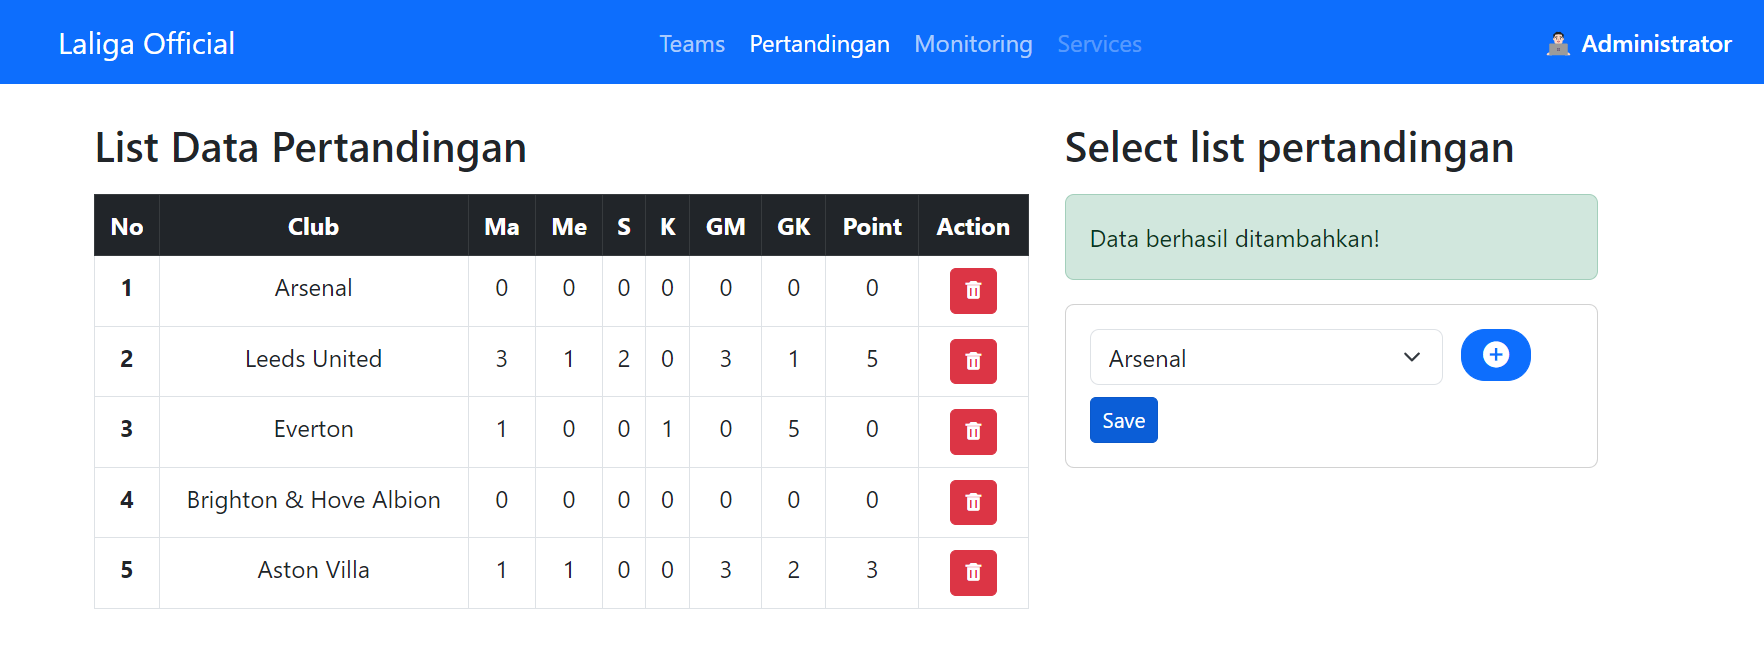 Laliga Official Teams Pertandingan Monitoring Services Administrator
List Data Pertandingan
No Club Ma Me S K GM GK Point Action
1 Arsenal 0 0 0 0 0 0 0
2 Leeds United 3 1 2 0 3 1 5
3 Everton 1 0 0 1 0 5 0
4 Brighton & Hove Albion 0 0 0 0 0 0 0
5 Aston Villa 1 1 0 0 3 2 3
Select list pertandingan
Data berhasil ditambahkan!
Arsenal
Save